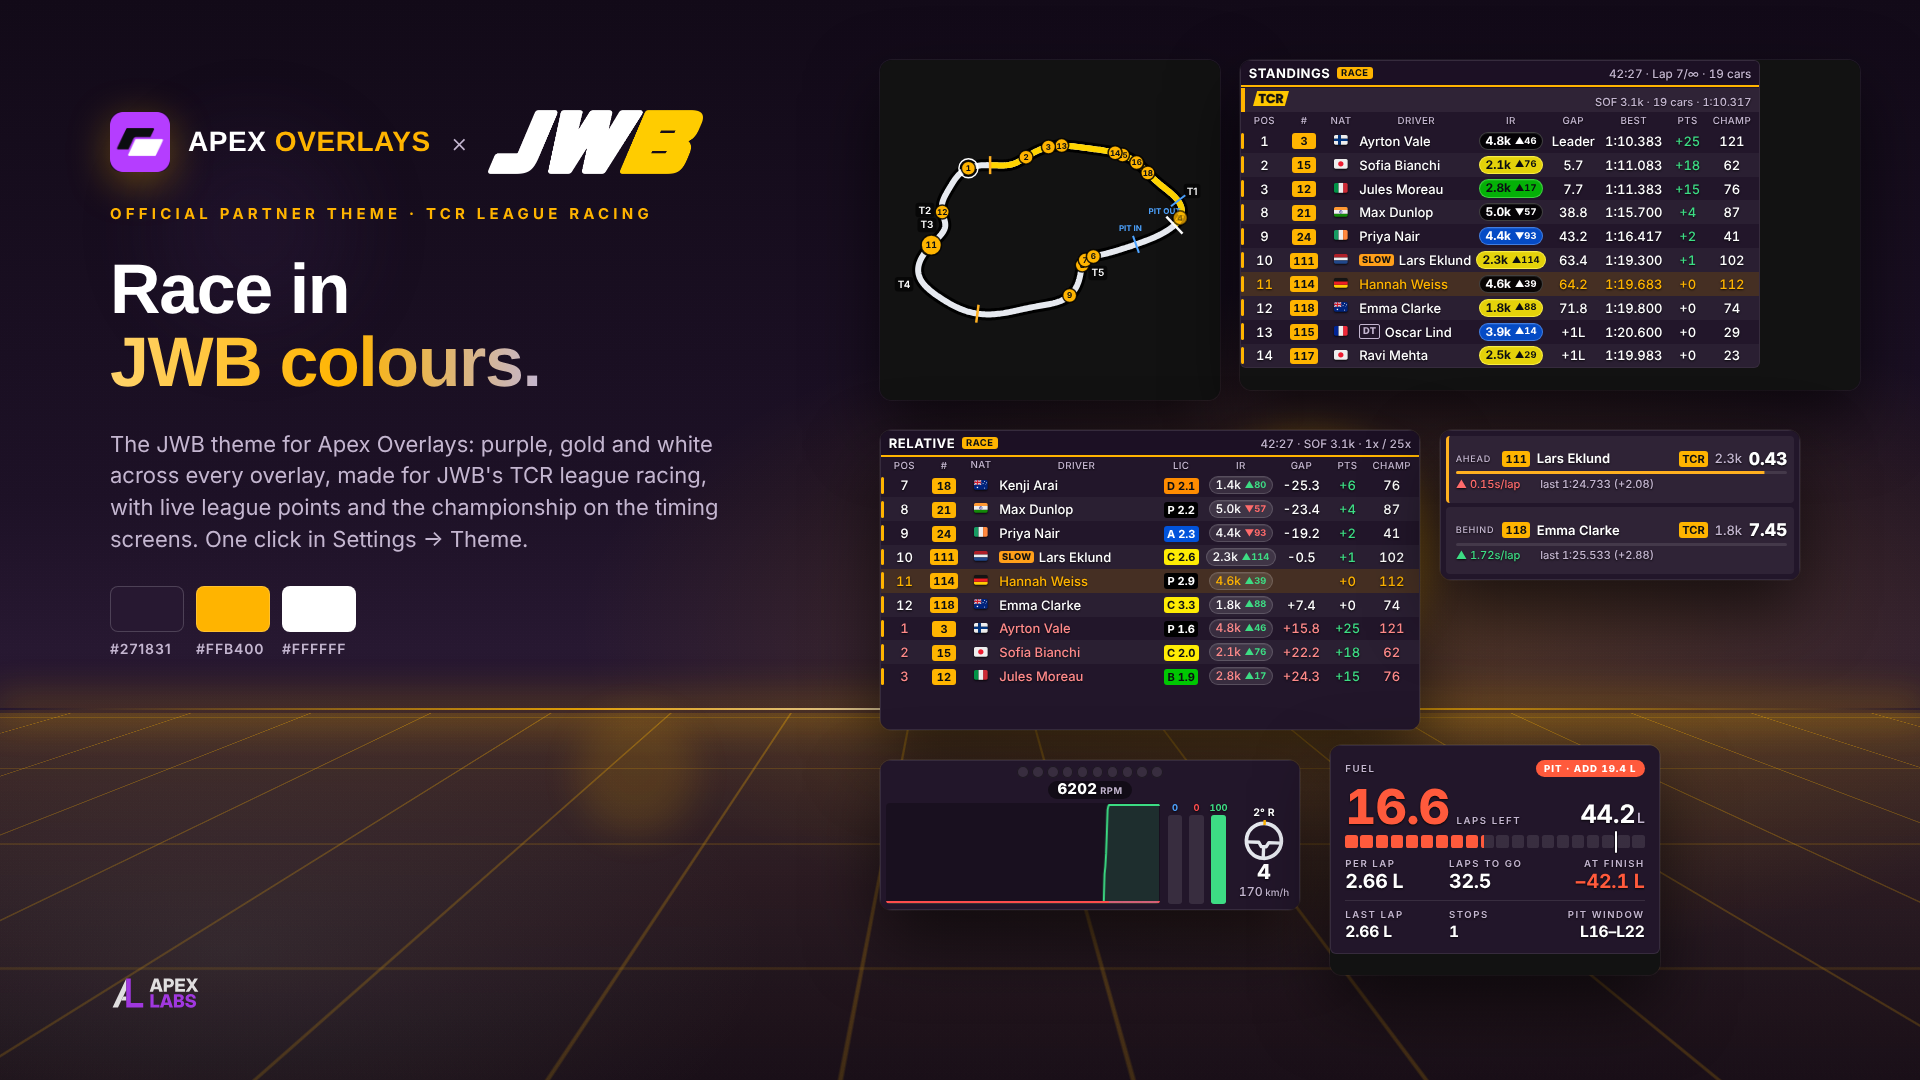 APEX OVERLAYS × JWB
OFFICIAL PARTNER THEME · TCR LEAGUE RACING
Race in
JWB colours.
The JWB theme for Apex Overlays: purple, gold and white
across every overlay, made for JWB's TCR league racing,
with live league points and the championship on the timing
screens. One click in Settings → Theme.
#271831 #FFB400 #FFFFFF
APEX
LABS
1 2 3 13 14 16 18
T1
T2 12
T3
PIT OUT 4
11
PIT IN
6
T5
T4
9
STANDINGS RACE 42:27 · Lap 7/∞ · 19 cars
TCR SOF 3.1k · 19 cars · 1:10.317
POS # NAT DRIVER IR GAP BEST PTS CHAMP
1 3 Ayrton Vale 4.8k ▲46 Leader 1:10.383 +25 121
2 15 Sofia Bianchi 2.1k ▲76 5.7 1:11.083 +18 62
3 12 Jules Moreau 2.8k ▲17 7.7 1:11.383 +15 76
8 21 Max Dunlop 5.0k ▼57 38.8 1:15.700 +4 87
9 24 Priya Nair 4.4k ▼93 43.2 1:16.417 +2 41
10 111 SLOW Lars Eklund 2.3k ▲114 63.4 1:19.300 +1 102
11 114 Hannah Weiss 4.6k ▲39 64.2 1:19.683 +0 112
12 118 Emma Clarke 1.8k ▲88 71.8 1:19.800 +0 74
13 115 DT Oscar Lind 3.9k ▲14 +1L 1:20.600 +0 29
14 117 Ravi Mehta 2.5k ▲29 +1L 1:19.983 +0 23
RELATIVE RACE 42:27 · SOF 3.1k · 1x / 25x
POS # NAT DRIVER LIC IR GAP PTS CHAMP
7 18 Kenji Arai D 2.1 1.4k ▲80 -25.3 +6 76
8 21 Max Dunlop P 2.2 5.0k ▼57 -23.4 +4 87
9 24 Priya Nair A 2.3 4.4k ▼93 -19.2 +2 41
10 111 SLOW Lars Eklund C 2.8 2.3k ▲114 -0.5 +1 102
11 114 Hannah Weiss P 2.9 4.6k ▲39 +0 112
12 118 Emma Clarke C 3.3 1.8k ▲88 +7.4 +0 74
1 3 Ayrton Vale P 1.6 4.8k ▲46 +15.8 +25 121
2 15 Sofia Bianchi C 2.0 2.1k ▲76 +22.2 +18 62
3 12 Jules Moreau B 1.9 2.8k ▲17 +24.3 +15 76
AHEAD 111 Lars Eklund TCR 2.3k 0.43
▲ 0.15s/lap last 1:24.733 (+2.08)
BEHIND 118 Emma Clarke TCR 1.8k 7.45
▲ 1.72s/lap last 1:25.533 (+2.88)
6202 RPM
0 0 100
2° R
4
170 km/h
FUEL PIT · ADD 19.4 L
16.6 LAPS LEFT 44.2 L
PER LAP LAPS TO GO AT FINISH
2.66 L 32.5 −42.1 L
LAST LAP STOPS PIT WINDOW
2.66 L 1 L16–L22